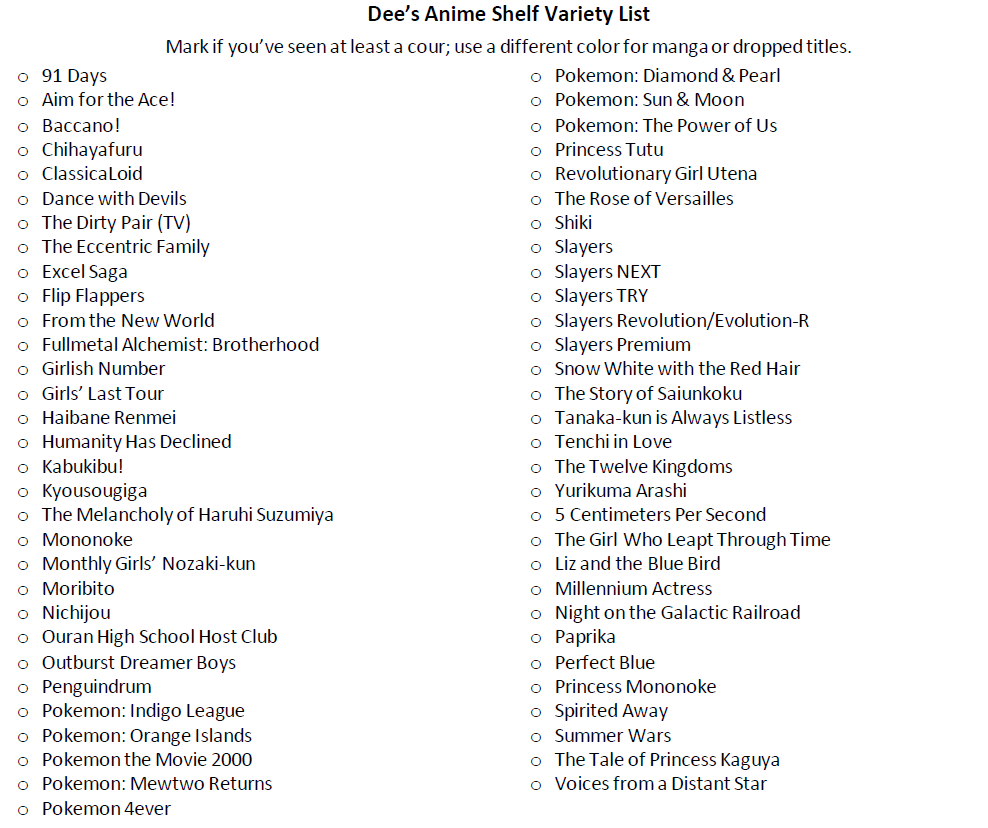 Dee’s Anime Shelf Variety List
Mark if you’ve seen at least a cour; use a different color for manga or dropped titles.
91 Days
Aim for the Ace!
Baccano!
Chihayafuru
ClassicaLoid
Dance with Devils
The Dirty Pair (TV)
The Eccentric Family
Excel Saga
Flip Flappers
From the New World
Fullmetal Alchemist: Brotherhood
Girlish Number
Girls’ Last Tour
Haibane Renmei
Humanity Has Declined
Kabukibu!
Kyousougiga
The Melancholy of Haruhi Suzumiya
Mononoke
Monthly Girls’ Nozaki-kun
Moribito
Nichijou
Ouran High School Host Club
Outburst Dreamer Boys
Penguindrum
Pokemon: Indigo League
Pokemon: Orange Islands
Pokemon the Movie 2000
Pokemon: Mewtwo Returns
Pokemon 4ever
Pokemon: Diamond & Pearl
Pokemon: Sun & Moon
Pokemon: The Power of Us
Princess Tutu
Revolutionary Girl Utena
The Rose of Versailles
Shiki
Slayers
Slayers NEXT
Slayers TRY
Slayers Revolution/Evolution-R
Slayers Premium
Snow White with the Red Hair
The Story of Saiunkoku
Tanaka-kun is Always Listless
Tenchi in Love
The Twelve Kingdoms
Yurikuma Arashi
5 Centimeters Per Second
The Girl Who Leapt Through Time
Liz and the Blue Bird
Millennium Actress
Night on the Galactic Railroad
Paprika
Perfect Blue
Princess Mononoke
Spirited Away
Summer Wars
The Tale of Princess Kaguya
Voices from a Distant Star